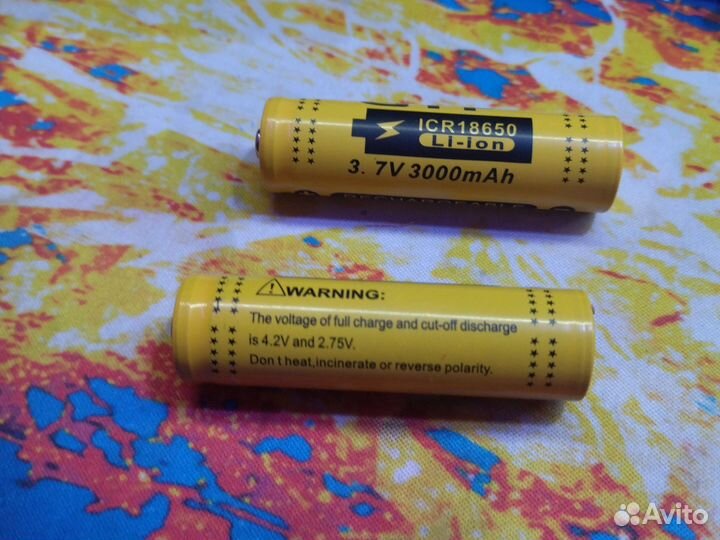 ICR18650
Li-ion
3.7V 3000mAh
RECHARGEABLE
WARNING:
The voltage of full charge and cut-off discharge
is 4.2V and 2.75V.
Don t heat,incinerate or reverse polarity.
Avito